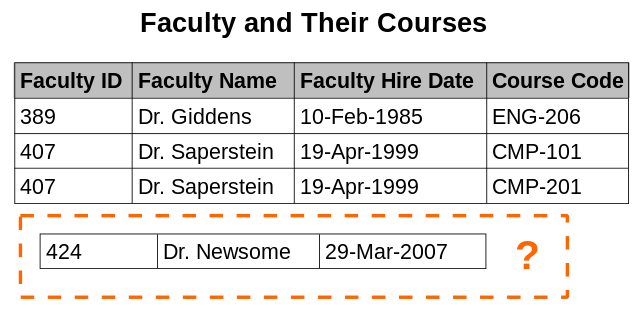 Faculty and Their Courses
Faculty ID Faculty Name Faculty Hire Date Course Code
389 Dr. Giddens 10-Feb-1985 ENG-206
407 Dr. Saperstein 19-Apr-1999 CMP-101
407 Dr. Saperstein 19-Apr-1999 CMP-201
424 Dr. Newsome 29-Mar-2007 ?